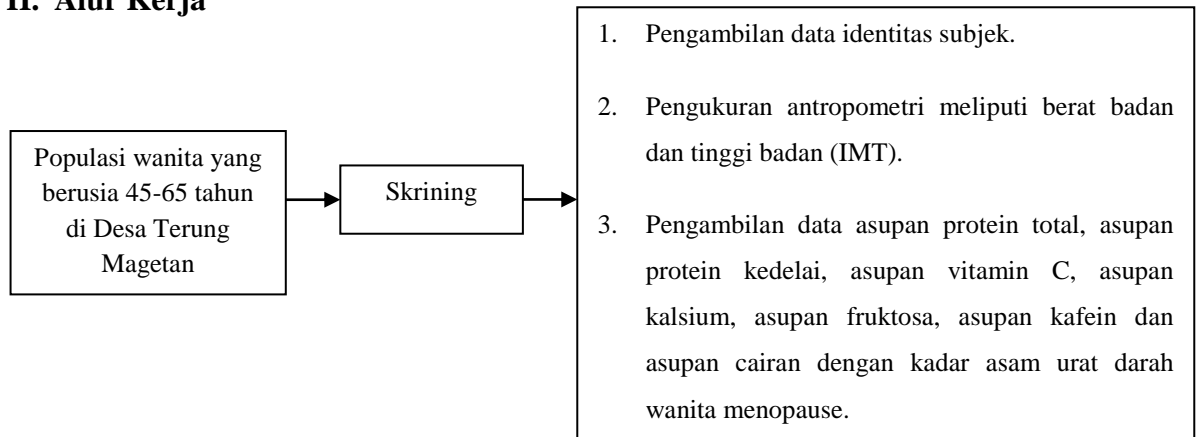 II. Alur Kerja
Populasi wanita yang
berusia 45-65 tahun
di Desa Terung
Magetan
Skrining
1. Pengambilan data identitas subjek.
2. Pengukuran antropometri meliputi berat badan
dan tinggi badan (IMT).
3. Pengambilan data asupan protein total, asupan
protein kedelai, asupan vitamin C, asupan
kalsium, asupan fruktosa, asupan kafein dan
asupan cairan dengan kadar asam urat darah
wanita menopause.